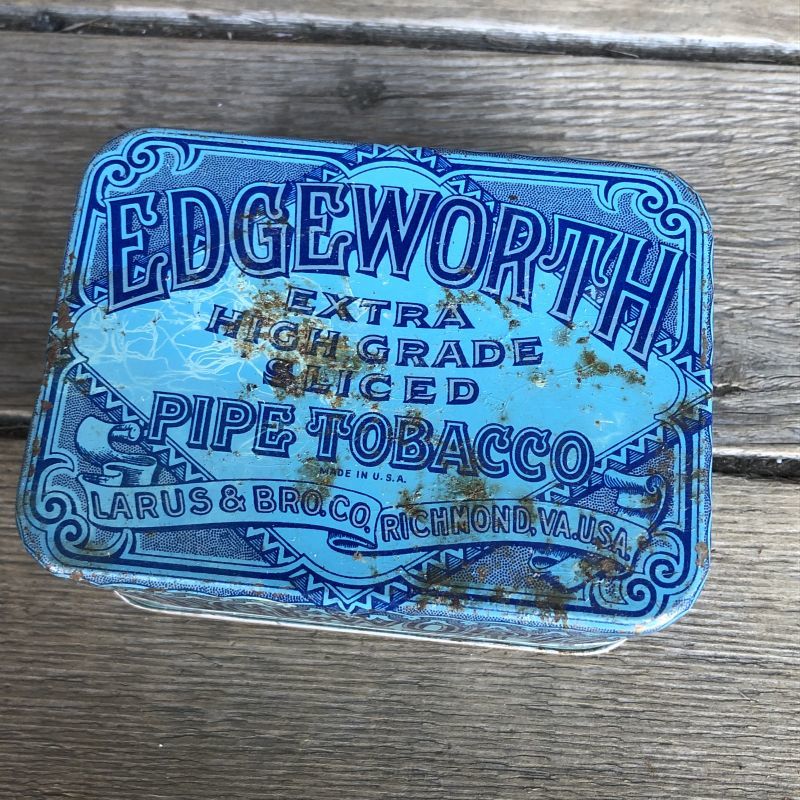 EDGEWORTH
EXTRA
HIGH GRADE
SLICED
PIPE TOBACCO
MADE IN U.S.A.
LARUS & BRO. CO. RICHMOND, VA. U.S.A.